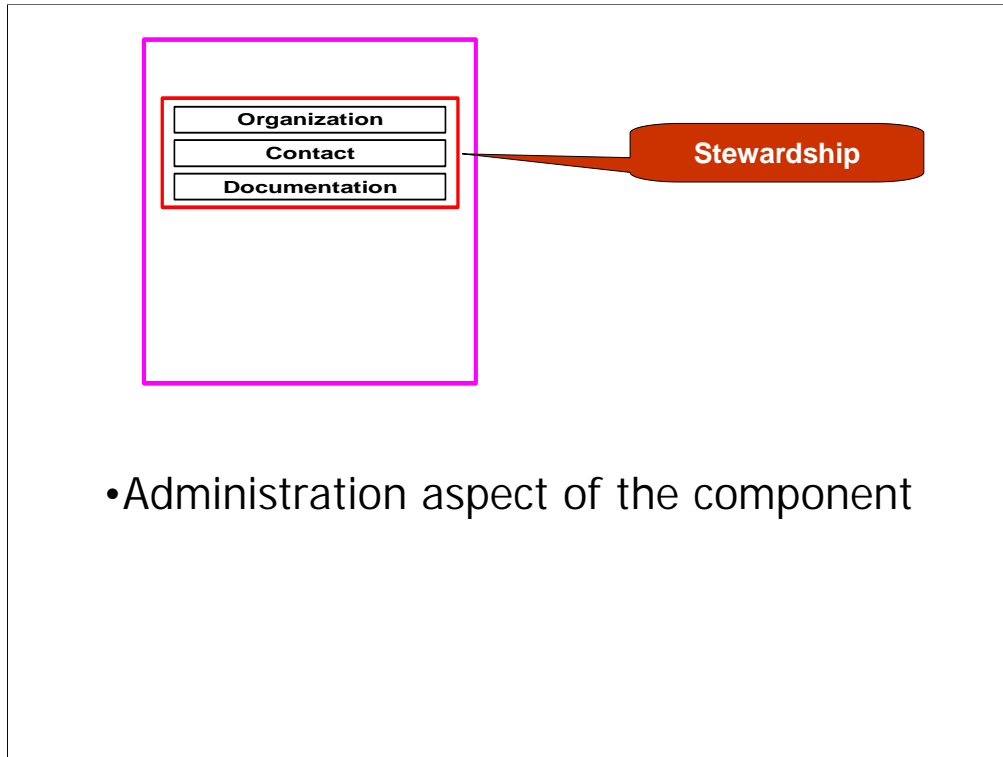 Organization
Contact
Documentation
Stewardship
•Administration aspect of the component